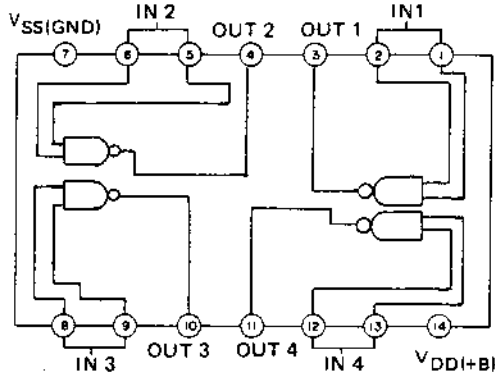 IN 2
IN1
VSS(GND)
OUT 2
OUT 1
7
6
5
4
3
2
1
8
9
10
11
12
13
14
IN 3
OUT 3
OUT 4
IN 4
VDD(+B)